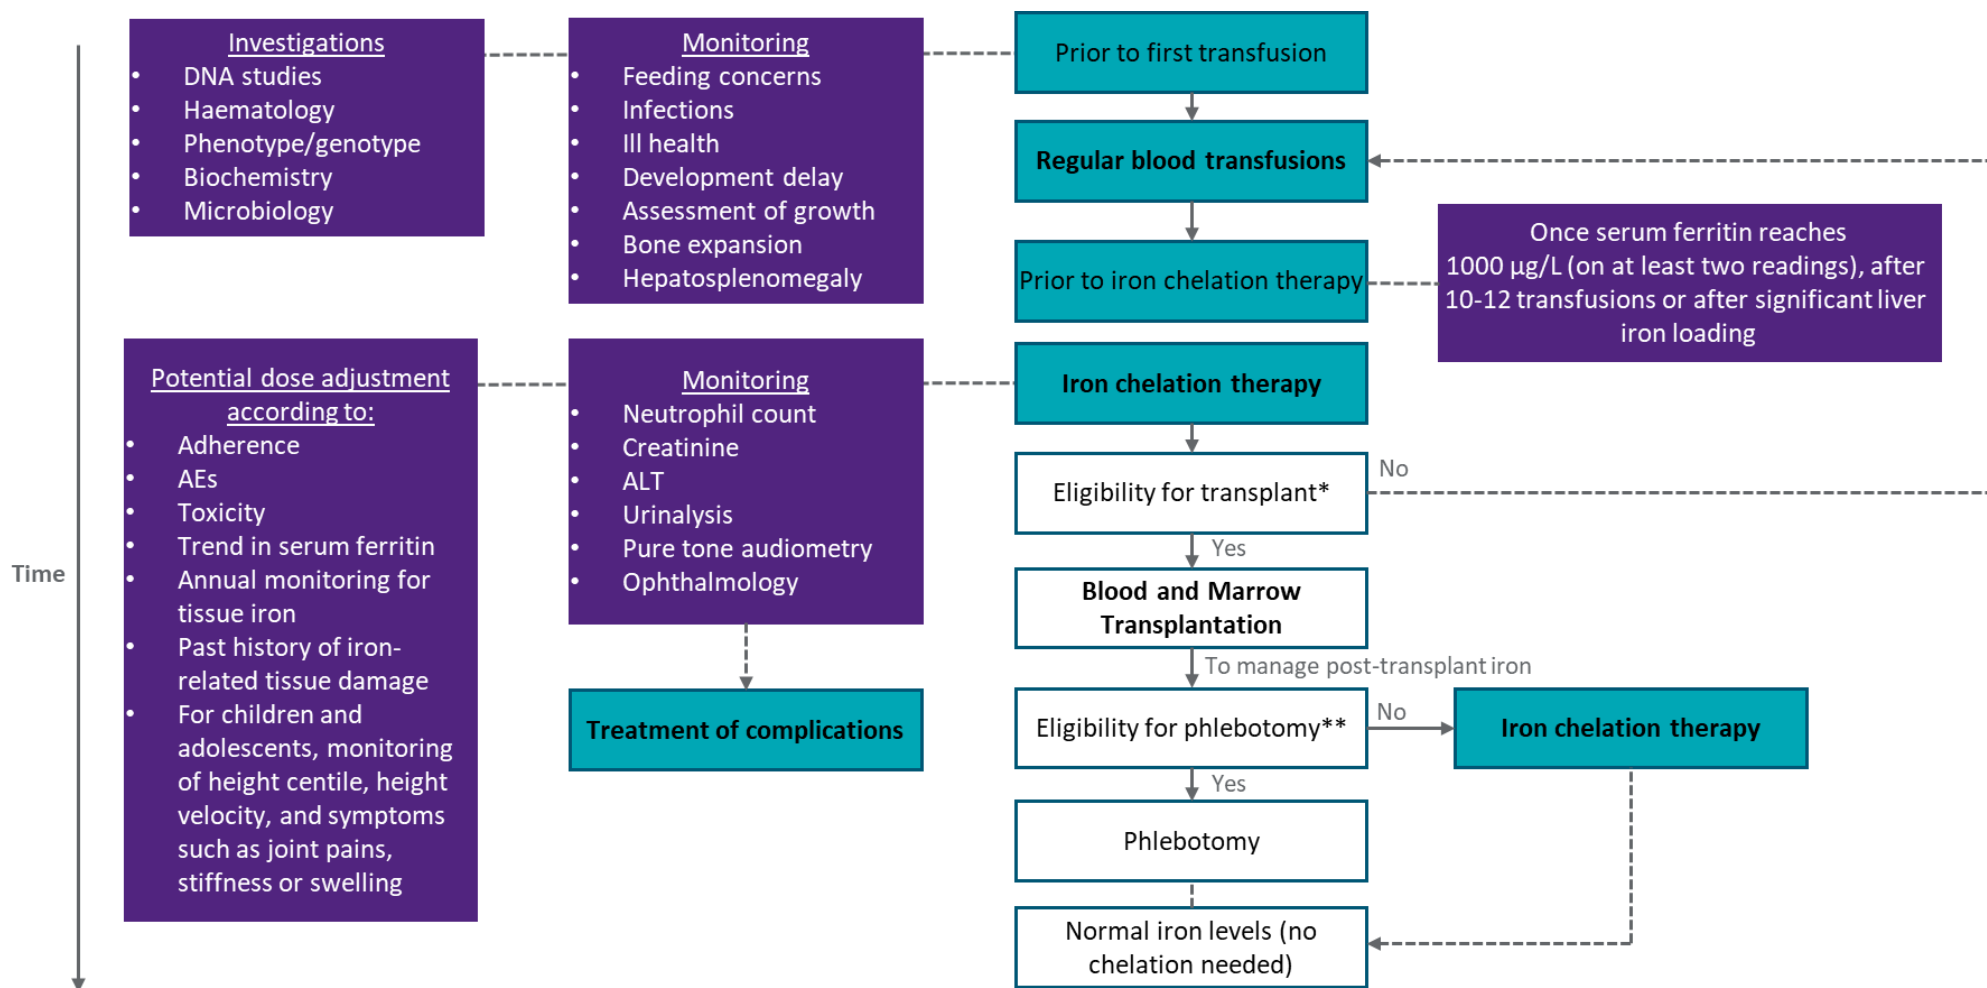 Time
Investigations
• DNA studies
• Haematology
• Phenotype/genotype
• Biochemistry
• Microbiology
Monitoring
• Feeding concerns
• Infections
• Ill health
• Development delay
• Assessment of growth
• Bone expansion
• Hepatosplenomegaly
Prior to first transfusion
Regular blood transfusions
Prior to iron chelation therapy
Once serum ferritin reaches
1000 µg/L (on at least two readings), after
10-12 transfusions or after significant liver
iron loading
Potential dose adjustment
according to:
• Adherence
• AEs
• Toxicity
• Trend in serum ferritin
• Annual monitoring for
tissue iron
• Past history of iron-
related tissue damage
• For children and
adolescents, monitoring
of height centile, height
velocity, and symptoms
such as joint pains,
stiffness or swelling
Monitoring
• Neutrophil count
• Creatinine
• ALT
• Urinalysis
• Pure tone audiometry
• Ophthalmology
Treatment of complications
Iron chelation therapy
Eligibility for transplant*
No
Yes
Blood and Marrow
Transplantation
To manage post-transplant iron
Eligibility for phlebotomy**
No
Iron chelation therapy
Yes
Phlebotomy
Normal iron levels (no
chelation needed)